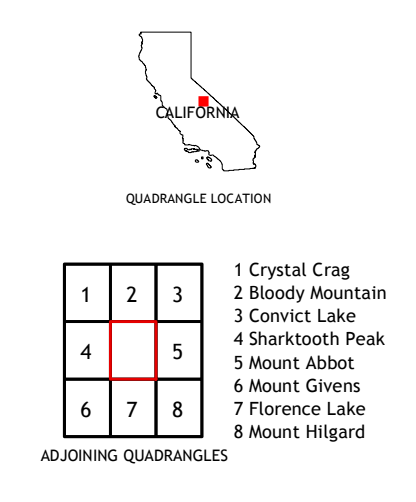 CALIFORNIA
QUADRANGLE LOCATION
1 2 3
4 5
6 7 8
1 Crystal Crag
2 Bloody Mountain
3 Convict Lake
4 Sharktooth Peak
5 Mount Abbot
6 Mount Givens
7 Florence Lake
8 Mount Hilgard
ADJOINING QUADRANGLES